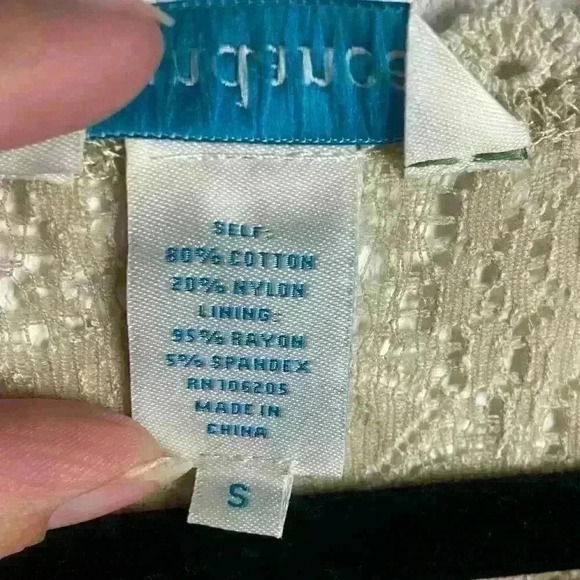 SELF:
80% COTTON
20% NYLON
LINING:
95% RAYON
5% SPANDEX
RN 106205
MADE IN
CHINA
S